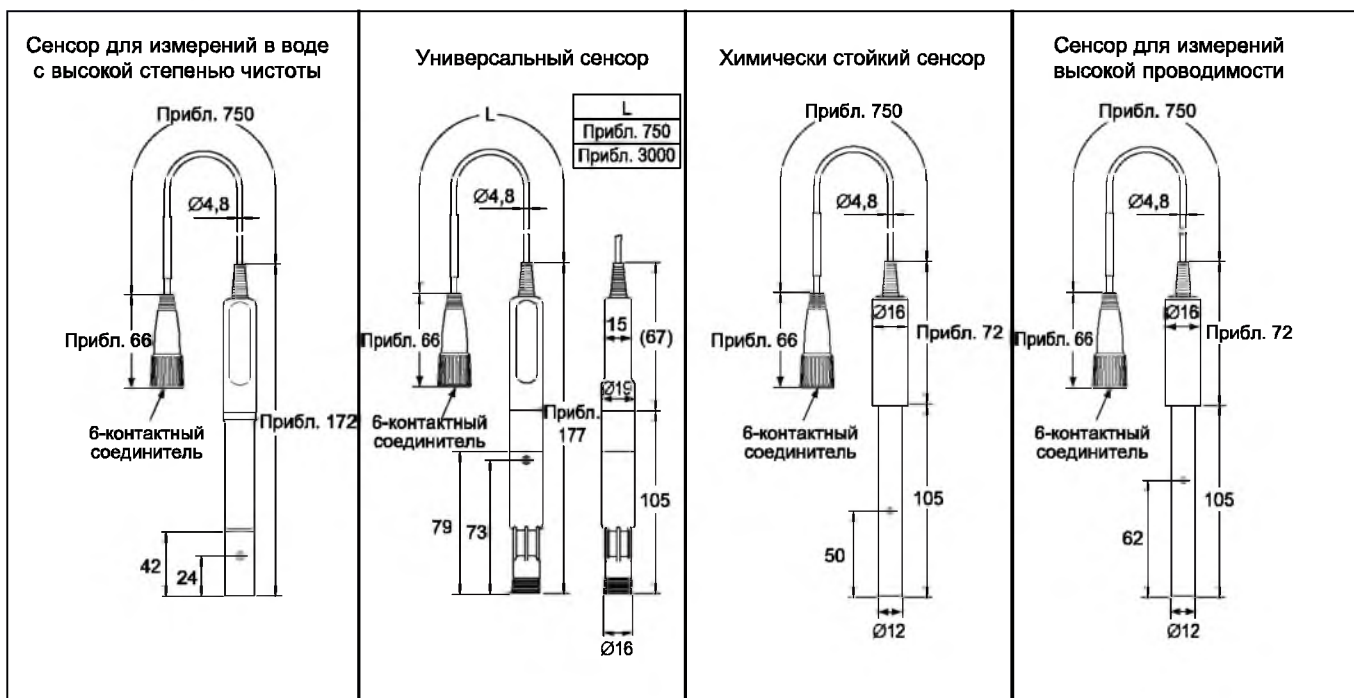 Сенсор для измерений в воде
с высокой степенью чистоты
Прибл. 750
Ø4,8
Прибл. 66
6-контактный
соединитель
Прибл. 172
42
24
Универсальный сенсор
L
L
Прибл. 750
Прибл. 3000
Ø4,8
Прибл. 66
15
(67)
Ø19
6-контактный
соединитель
Прибл.
177
79
73
105
Ø16
Химически стойкий сенсор
Прибл. 750
Ø4,8
Ø16
Прибл. 66
Прибл. 72
6-контактный
соединитель
105
50
Ø12
Сенсор для измерений
высокой проводимости
Прибл. 750
Ø4,8
Ø16
Прибл. 66
Прибл. 72
6-контактный
соединитель
105
62
Ø12